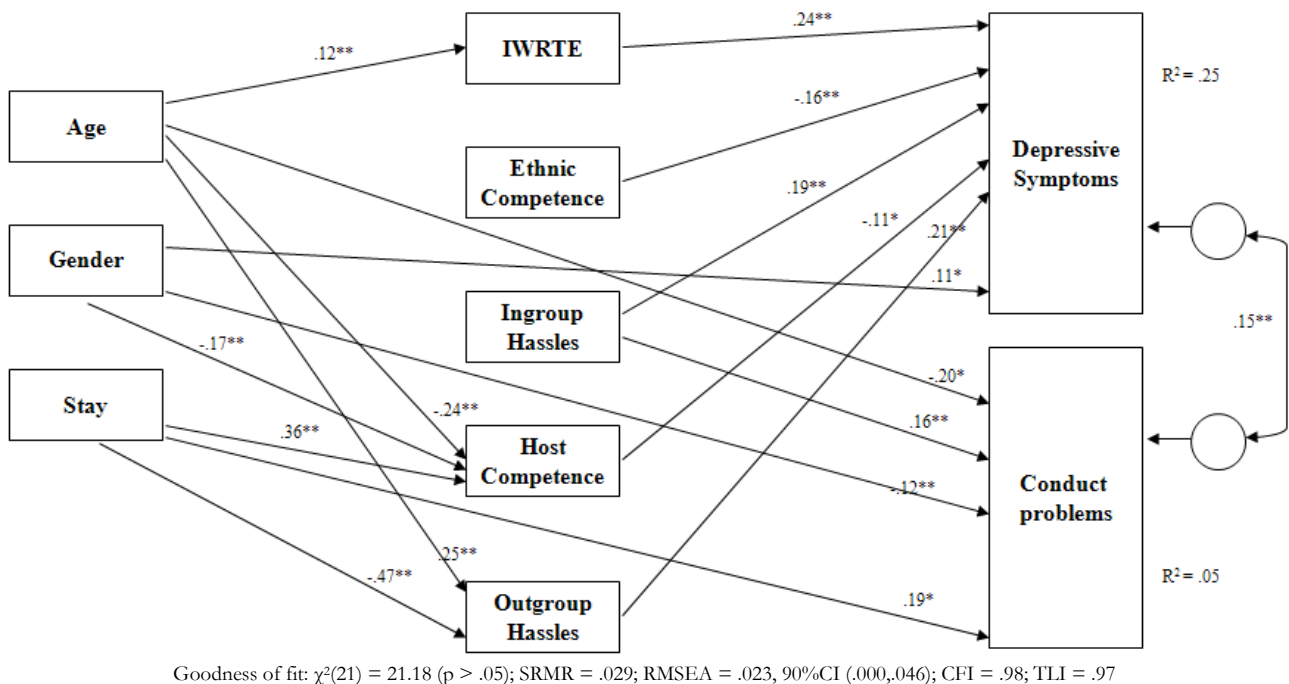 IWRTE
.12**
.24**
R² = .25
Age
-.16**
Depressive
Symptoms
Ethnic
Competence
.19**
-.11*
.21**
Gender
.11*
Ingroup
Hassles
.15**
-.17**
Stay
-.20*
-.24**
.16**
.36**
Host
Competence
Conduct
problems
-.12**
.25**
-.47**
R² = .05
Outgroup
Hassles
.19*
Goodness of fit: χ²(21) = 21.18 (p > .05); SRMR = .029; RMSEA = .023, 90%CI (.000,.046); CFI = .98; TLI = .97